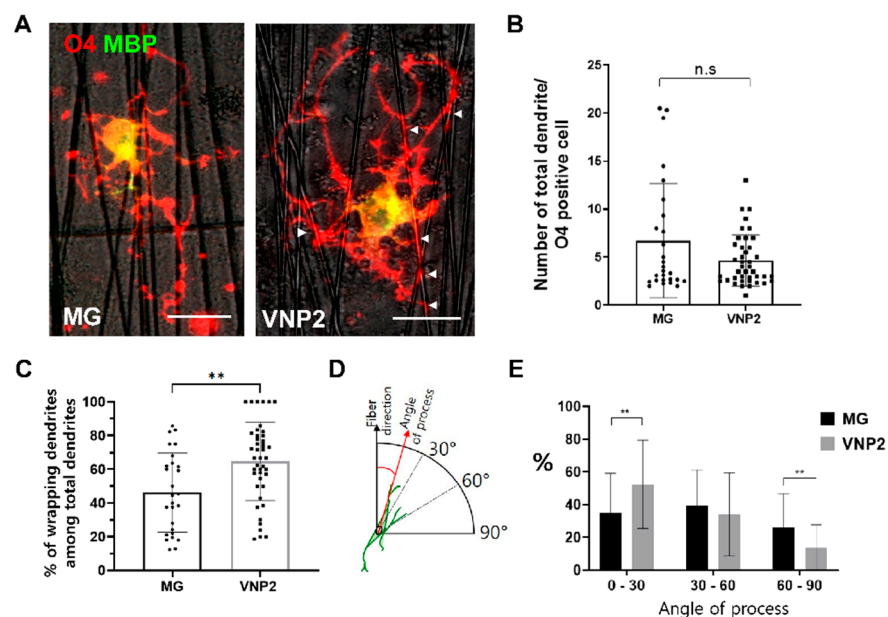 A
O4 MBP
MG
VNP2
B
Number of total dendrite/
O4 positive cell
25
20
15
10
5
0
n.s
MG
VNP2
C
% of wrapping dendrites
among total dendrites
100
80
60
40
20
0
**
MG
VNP2
D
Fiber
direction
Angle
of process
30°
60°
90°
E
%
100
80
60
40
20
0
**
**
MG
VNP2
0 - 30
30 - 60
60 - 90
Angle of process